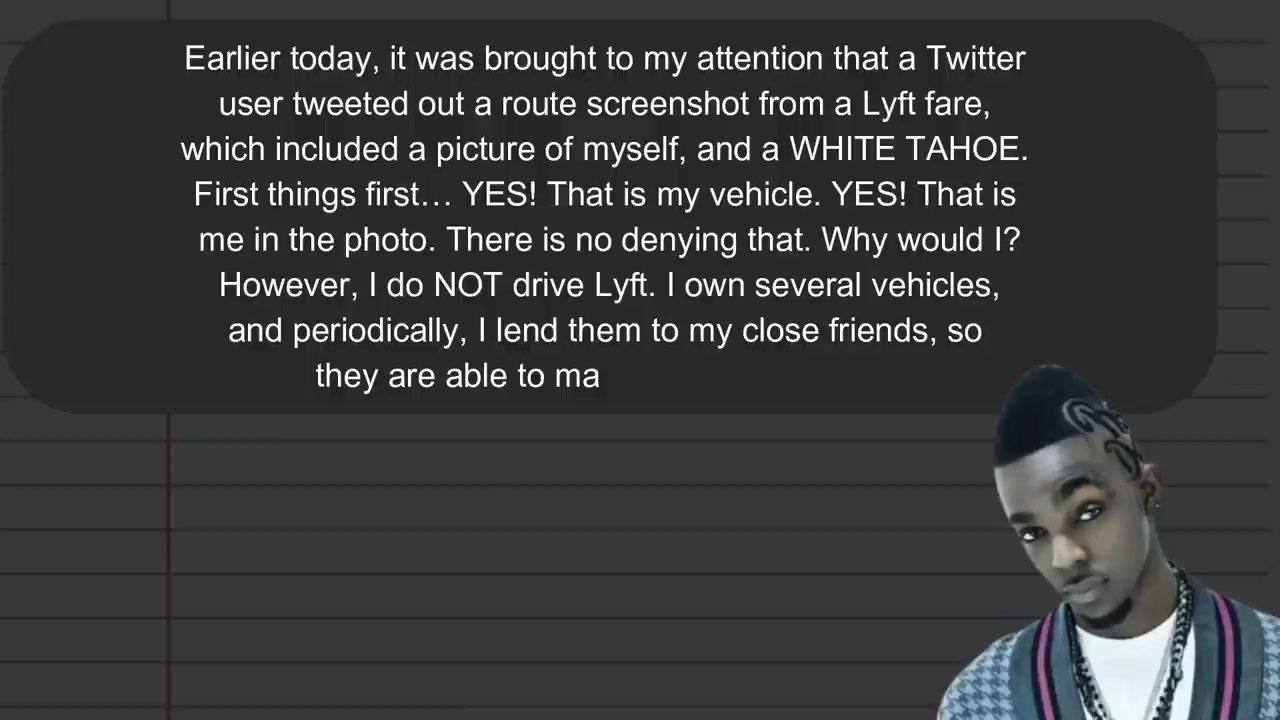 Earlier today, it was brought to my attention that a Twitter
user tweeted out a route screenshot from a Lyft fare,
which included a picture of myself, and a WHITE TAHOE.
First things first… YES! That is my vehicle. YES! That is
me in the photo. There is no denying that. Why would I?
However, I do NOT drive Lyft. I own several vehicles,
and periodically, I lend them to my close friends, so
they are able to ma